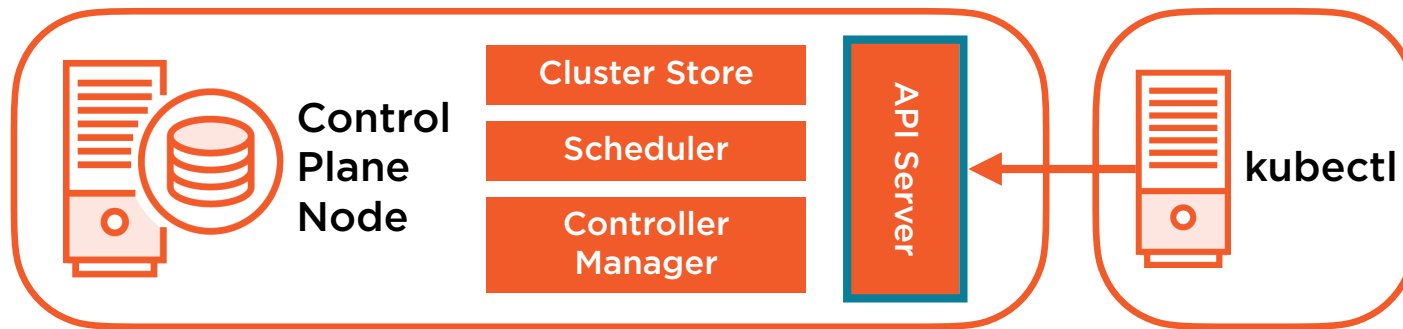 Control
Plane
Node
Cluster Store
Scheduler
Controller
Manager
API Server
kubectl